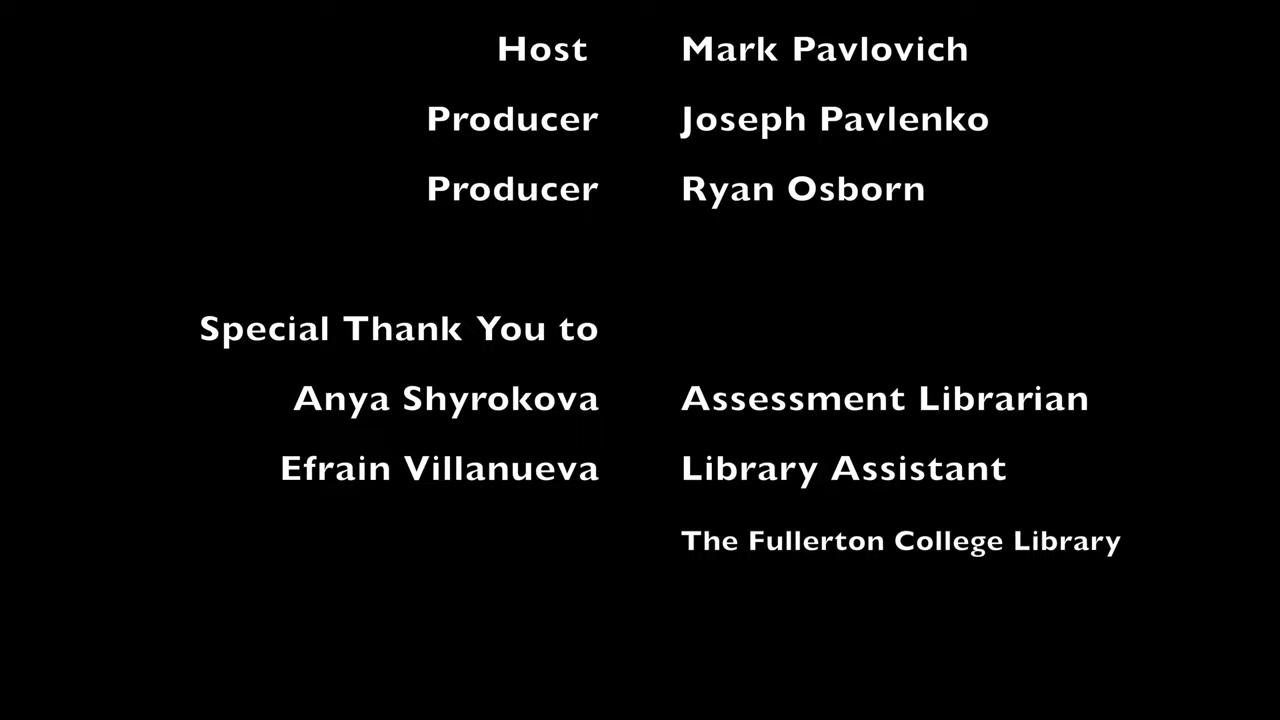 Host Mark Pavlovich
Producer Joseph Pavlenko
Producer Ryan Osborn
Special Thank You to
Anya Shyrokova Assessment Librarian
Efrain Villanueva Library Assistant
The Fullerton College Library